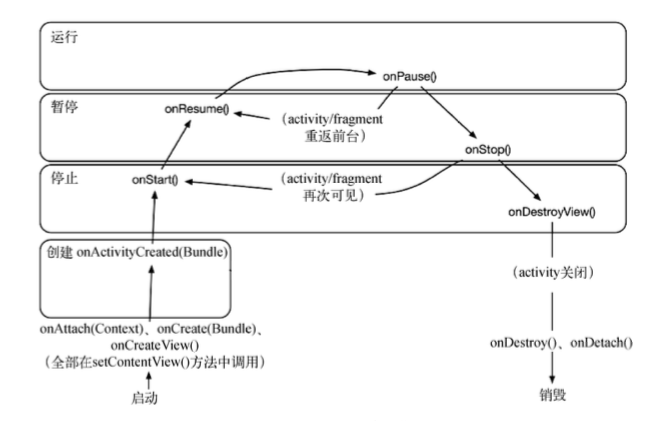 运行
onPause()
暂停
onResume()
（activity/fragment
重返前台）
onStop()
停止
onStart()
（activity/fragment
再次可见）
onDestroyView()
创建 onActivityCreated(Bundle)
（activity关闭）
onAttach(Context)、onCreate(Bundle)、
onCreateView()
（全部在setContentView()方法中调用）
onDestroy()、onDetach()
启动
销毁